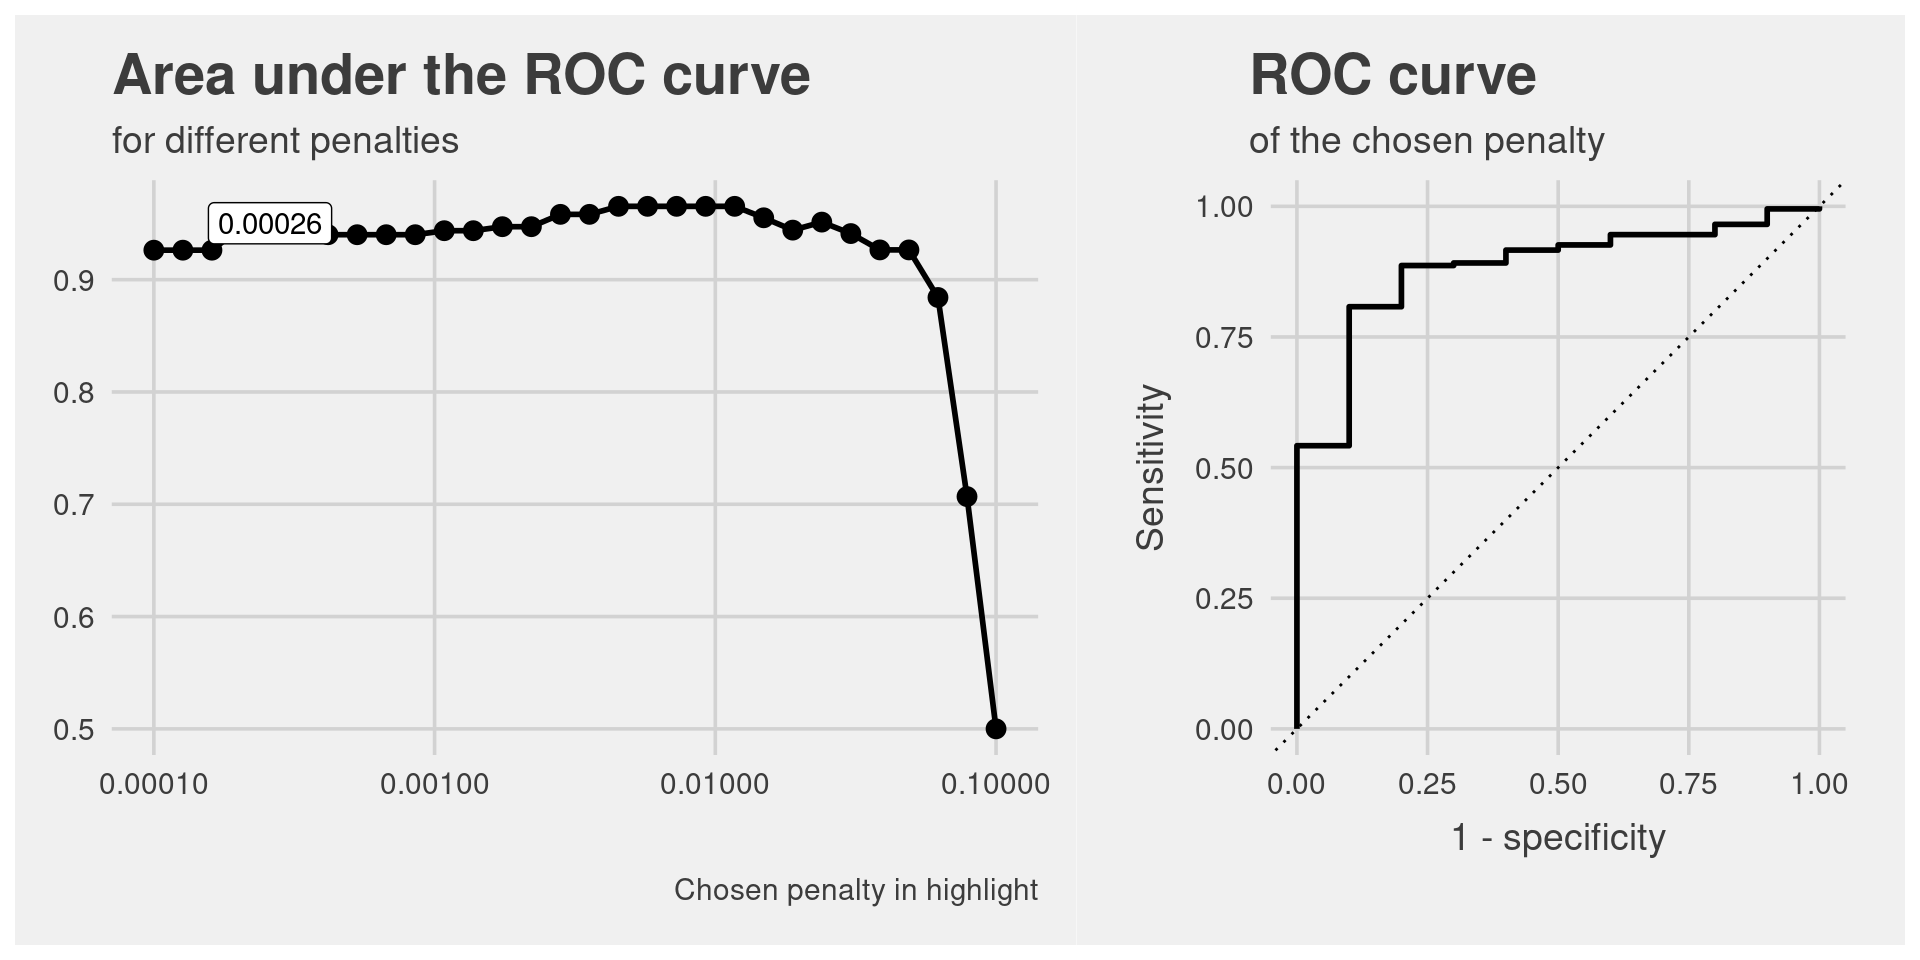 Area under the ROC curve
for different penalties
0.00026
0.9
0.8
0.7
0.6
0.5
0.00010 0.00100 0.01000 0.10000
Chosen penalty in highlight
ROC curve
of the chosen penalty
Sensitivity
1.00
0.75
0.50
0.25
0.00
0.00 0.25 0.50 0.75 1.00
1 - specificity